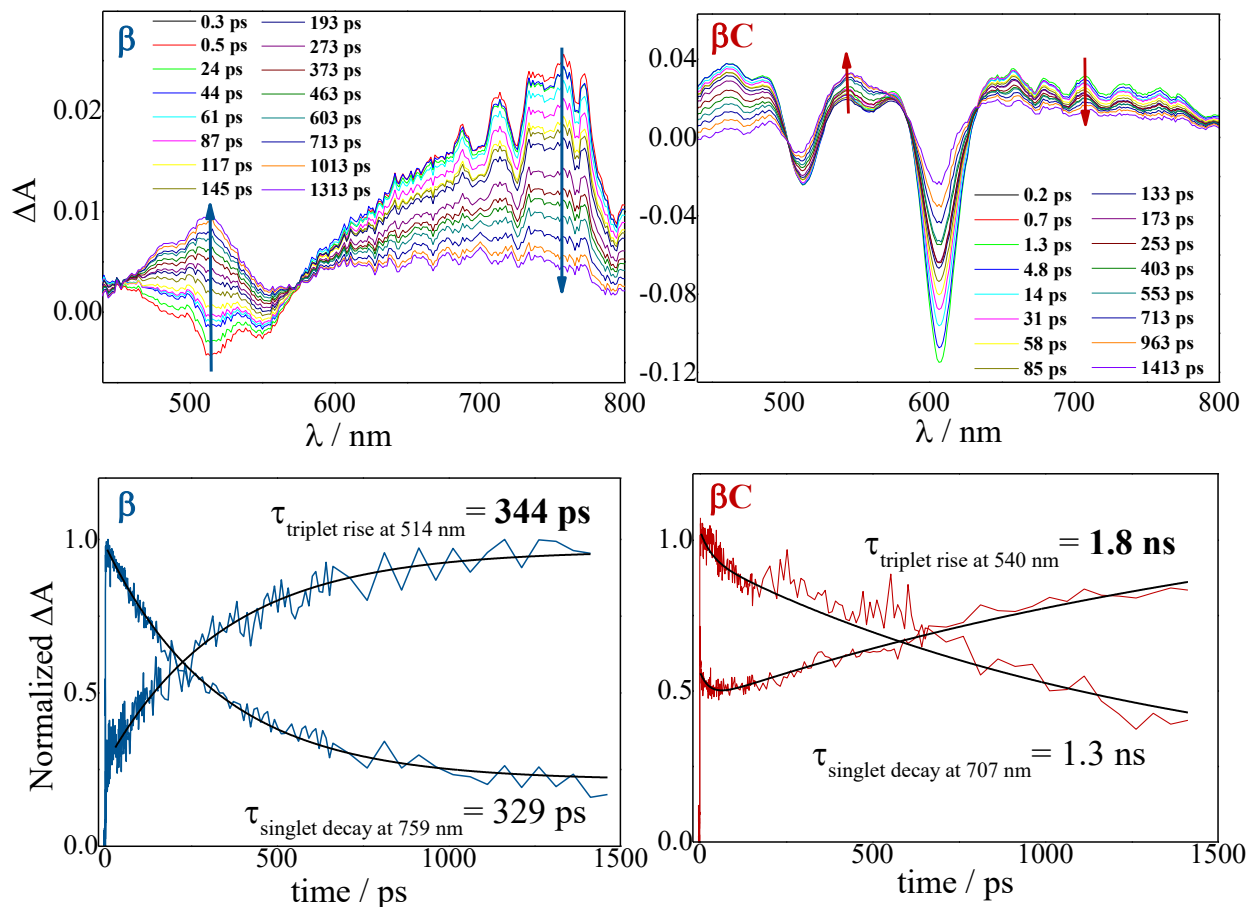 β
0.3 ps 193 ps
0.5 ps 273 ps
24 ps 373 ps
44 ps 463 ps
61 ps 603 ps
87 ps 713 ps
117 ps 1013 ps
145 ps 1313 ps
0.02
0.01
0.00
ΔA
500 600 700 800
λ / nm
βC
0.04
0.00
-0.04
-0.08
-0.12
0.2 ps 133 ps
0.7 ps 173 ps
1.3 ps 253 ps
4.8 ps 403 ps
14 ps 553 ps
31 ps 713 ps
58 ps 963 ps
85 ps 1413 ps
500 600 700 800
λ / nm
β
τ triplet rise at 514 nm = 344 ps
τ singlet decay at 759 nm = 329 ps
1.0
0.5
0.0
Normalized ΔA
0 500 1000 1500
time / ps
βC
τ triplet rise at 540 nm = 1.8 ns
τ singlet decay at 707 nm = 1.3 ns
1.0
0.5
0.0
0 500 1000 1500
time / ps